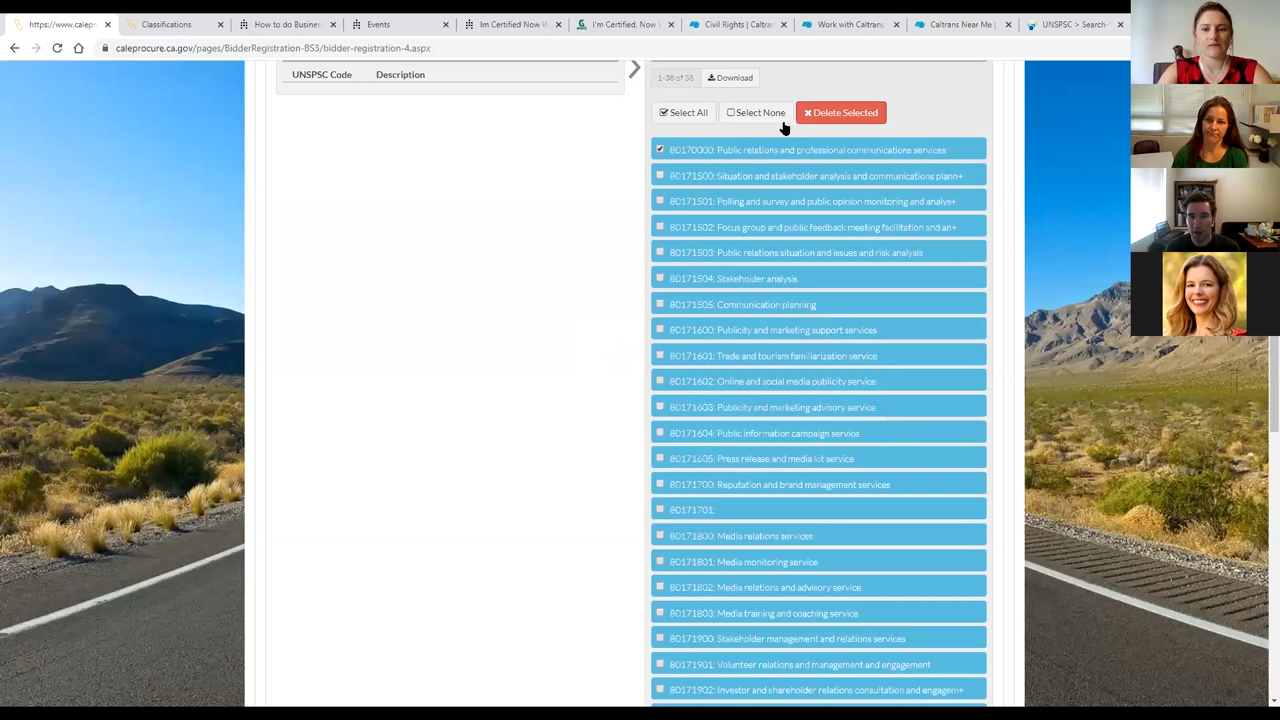 https://www.calepr
Classifications
How to do Busines
Events
Im Certified Now W
I'm Certified, Now
Civil Rights | Caltra
Work with Caltrans
Caltrans Near Me |
UNSPSC > Search-
caleprocure.ca.gov/pages/BidderRegistration-BS3/bidder-registration-4.aspx
UNSPSC Code Description
1-38 of 38 Download
Select All Select None Delete Selected
80170000: Public relations and professional communications services
80171500: Situation and stakeholder analysis and communications plann+
80171501: Polling and survey and public opinion monitoring and analys+
80171502: Focus group and public feedback meeting facilitation and an+
80171503: Public relations situation and issues and risk analysis
80171504: Stakeholder analysis
80171505: Communication planning
80171600: Publicity and marketing support services
80171601: Trade and tourism familiarization service
80171602: Online and social media publicity service
80171603: Publicity and marketing advisory service
80171604: Public information campaign service
80171605: Press release and media kit service
80171700: Reputation and brand management services
80171701:
80171800: Media relations services
80171801: Media monitoring service
80171802: Media relations and advisory service
80171803: Media training and coaching service
80171900: Stakeholder management and relations services
80171901: Volunteer relations and management and engagement
80171902: Investor and shareholder relations consultation and engagem+